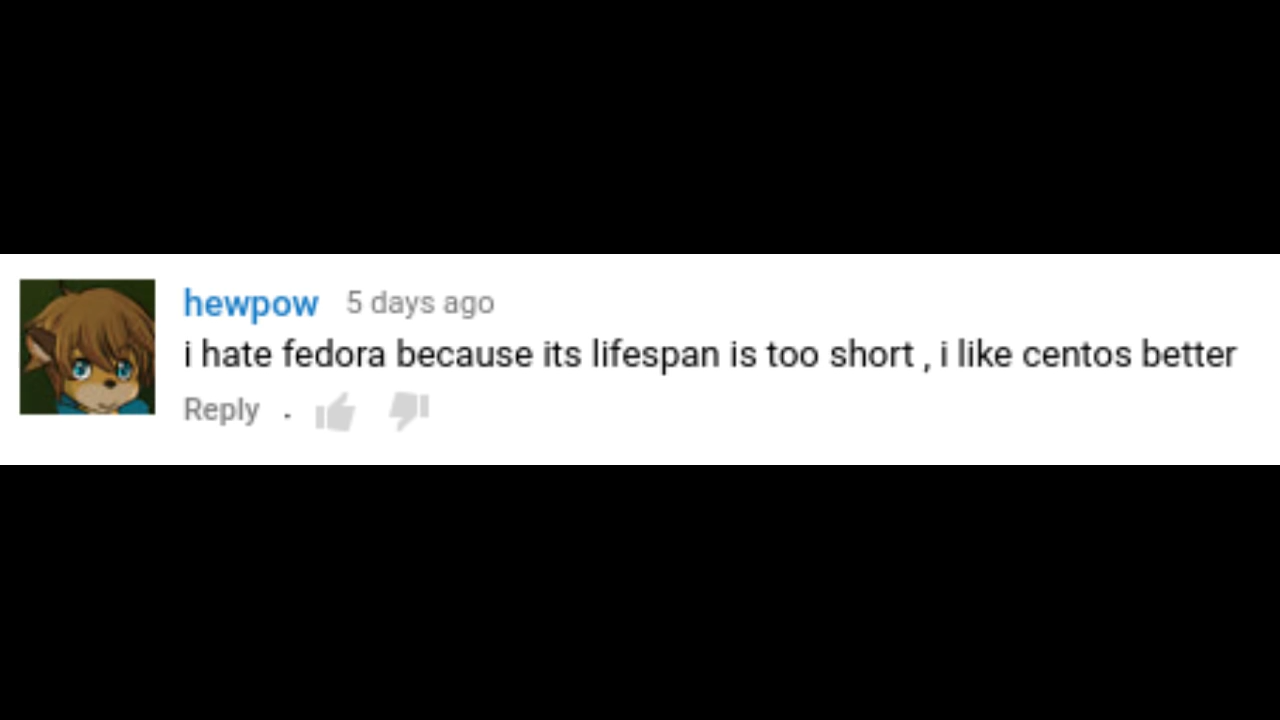 hewpow 5 days ago
i hate fedora because its lifespan is too short , i like centos better
Reply .